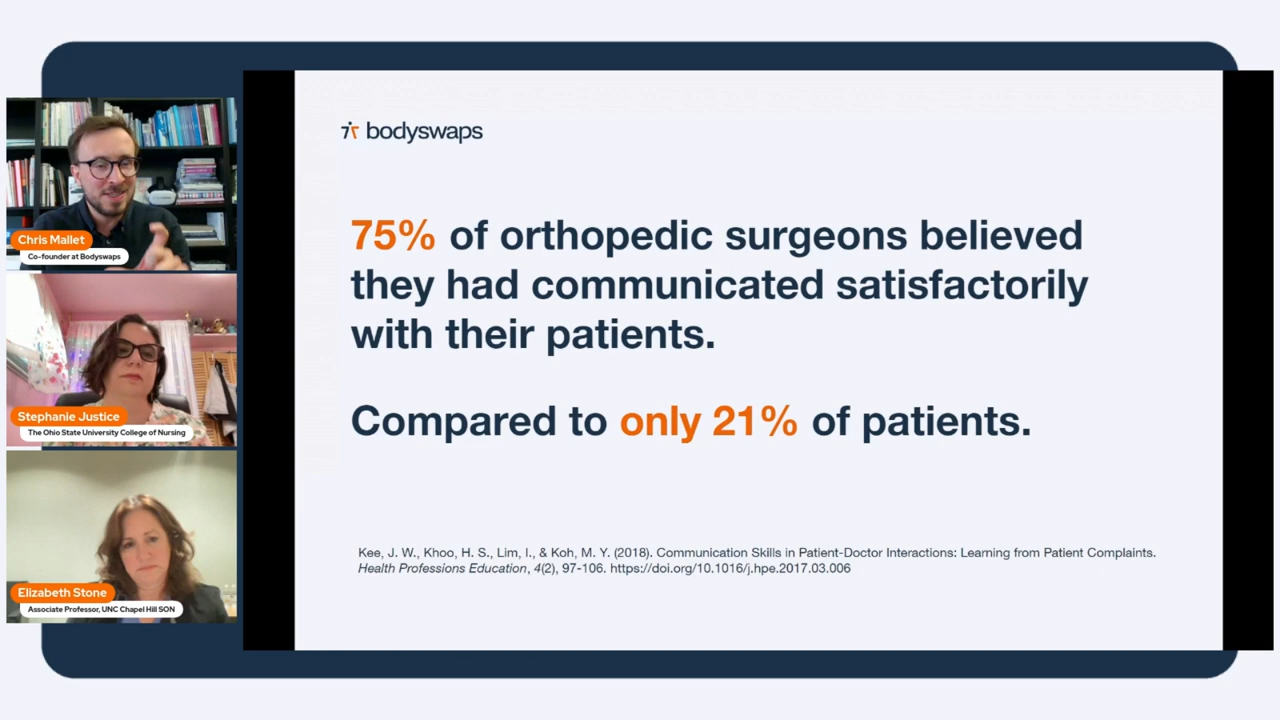 bodyswaps
75% of orthopedic surgeons believed
they had communicated satisfactorily
with their patients.
Compared to only 21% of patients.
Kee, J. W., Khoo, H. S., Lim, I., & Koh, M. Y. (2018). Communication Skills in Patient-Doctor Interactions: Learning from Patient Complaints.
Health Professions Education, 4(2), 97-106. https://doi.org/10.1016/j.hpe.2017.03.006
Chris Mallet
Co-founder at Bodyswaps
Stephanie Justice
The Ohio State University College of Nursing
Elizabeth Stone
Associate Professor, UNC Chapel Hill SON